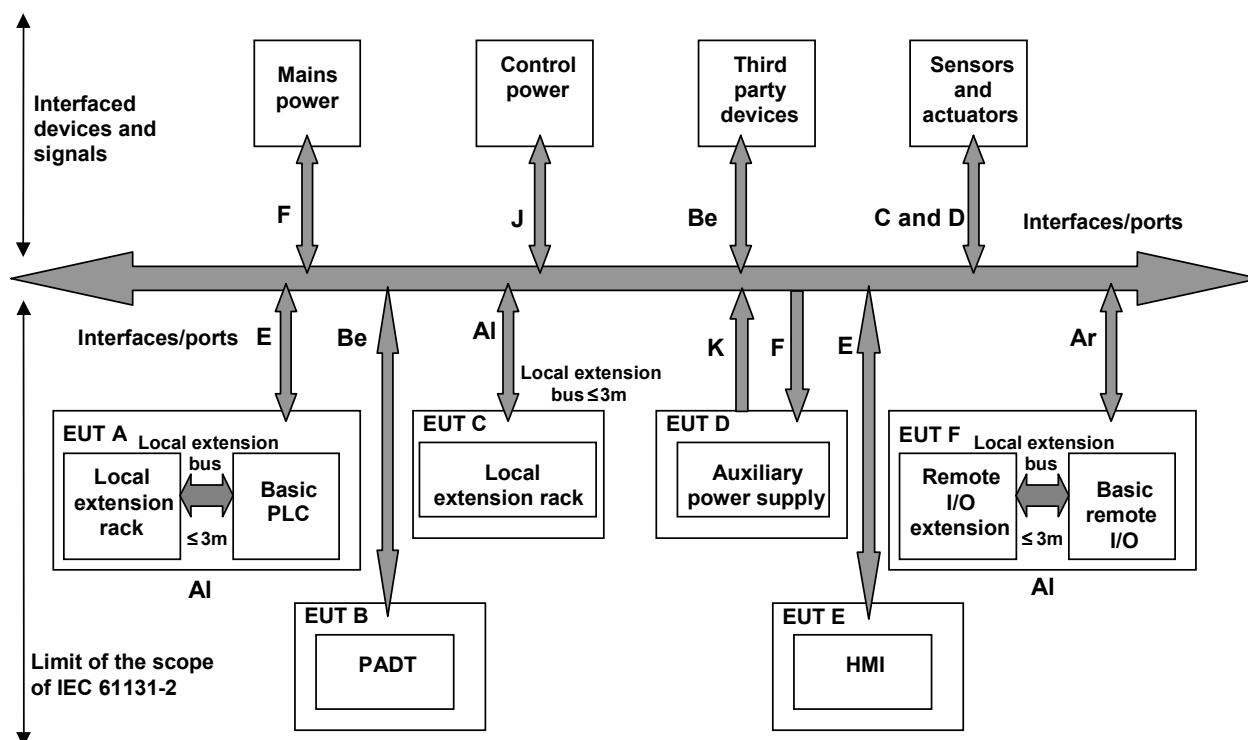 Mains
power
Control
power
Third
party
devices
Sensors
and
actuators
Interfaced
devices and
signals
F
J
Be
C and D
Interfaces/ports
Interfaces/ports
E
Be
Al
K
F
E
Ar
Local extension
bus ≤ 3m
EUT A
Local extension
bus
Local
extension
rack
Basic
PLC
≤ 3m
Al
EUT C
Local
extension rack
EUT D
Auxiliary
power supply
EUT F
Local extension
bus
Remote
I/O
extension
Basic
remote
I/O
≤ 3m
Al
EUT B
PADT
EUT E
HMI
Limit of the scope
of IEC 61131-2